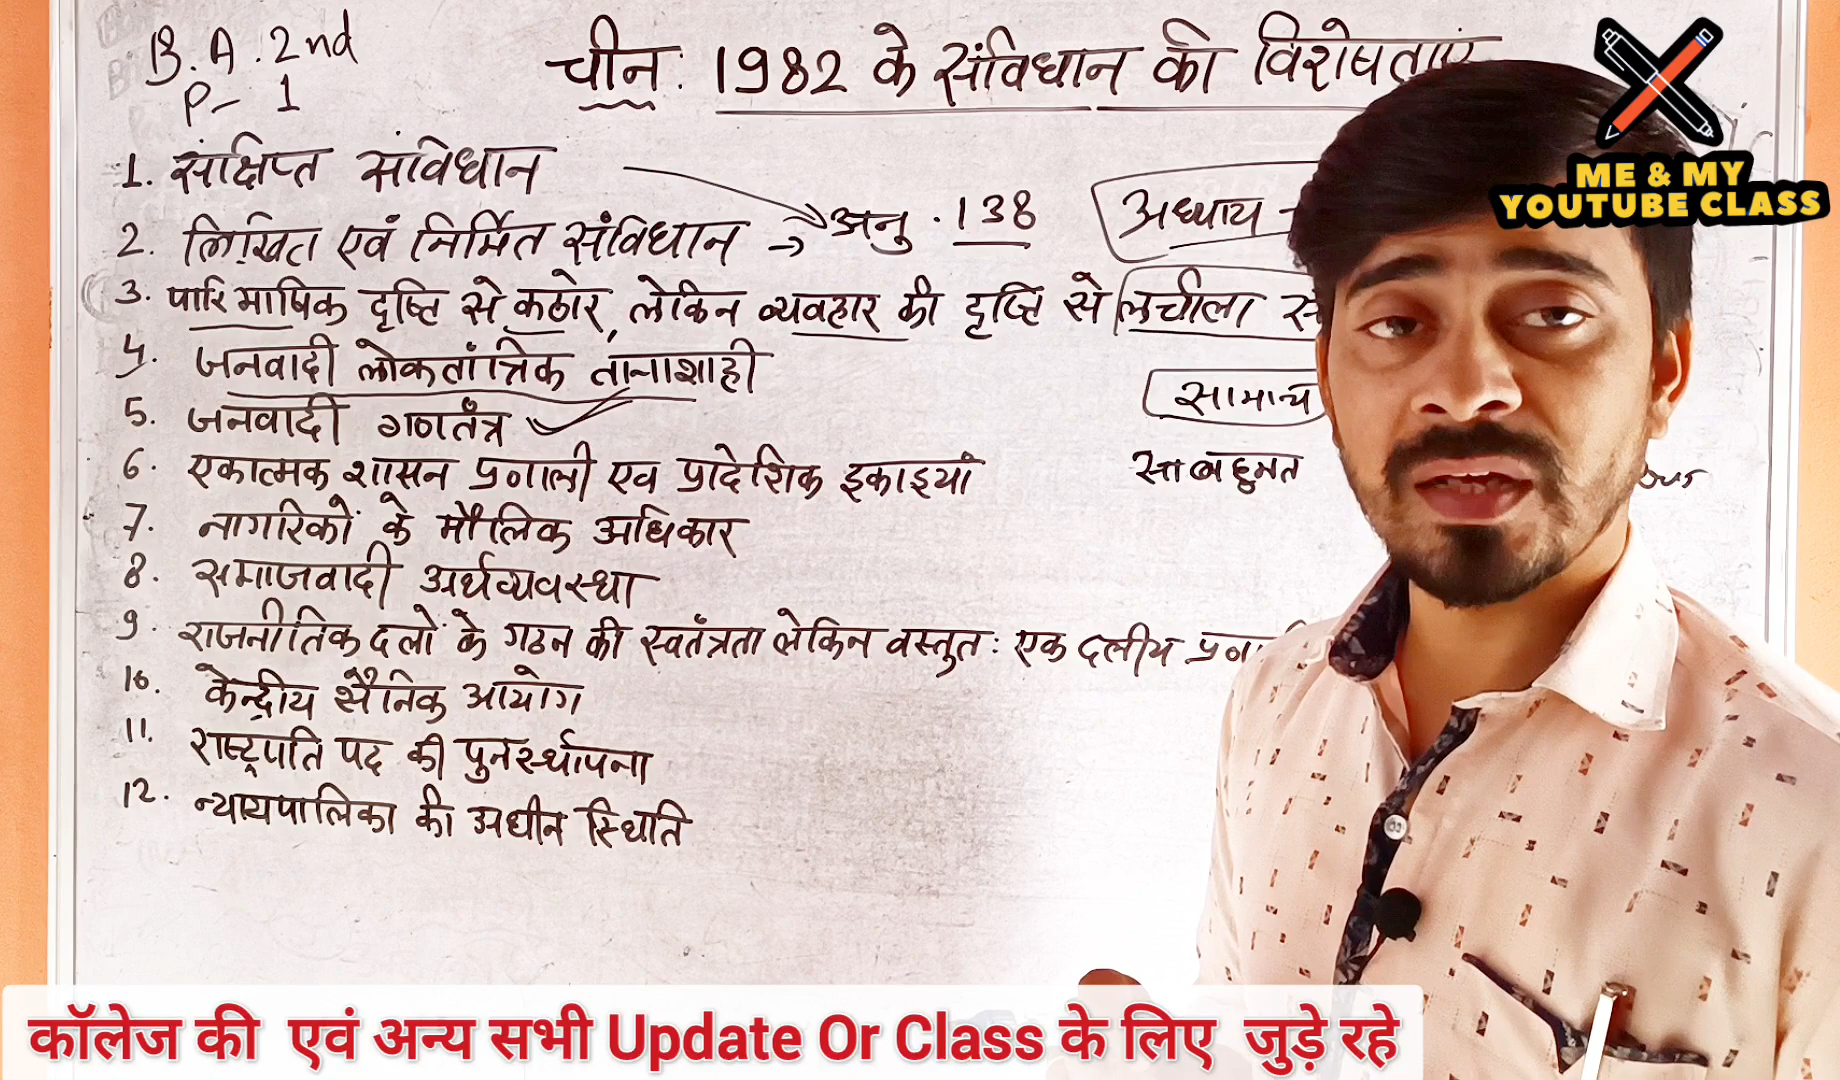 B.A. 2nd
P- 1
चीन: 1982 के संविधान की विशेषताएं
1. संक्षिप्त संविधान
2. लिखित एवं निर्मित संविधान → अनु. 138
अध्याय -
3. पारिभाषिक दृष्टि से कठोर, लेकिन व्यवहार की दृष्टि से लचीला
4. जनवादी लोकतांत्रिक तानाशाही
सामान्य
5. जनवादी गणतंत्र
6. एकात्मक शासन प्रणाली एव प्रादेशिक इकाइयां
7. नागरिकों के मौलिक अधिकार
8. समाजवादी अर्थव्यवस्था
9. राजनीतिक दलों के गठन की स्वतंत्रता लेकिन वस्तुत: एक दलीय
10. केन्द्रीय सैनिक आयोग
11. राष्ट्रपति पद की पुनर्स्थापना
12. न्यायपालिका की अधीन स्थिति
ME & MY
YOUTUBE CLASS
कॉलेज की एवं अन्य सभी Update Or Class के लिए जुड़े रहे